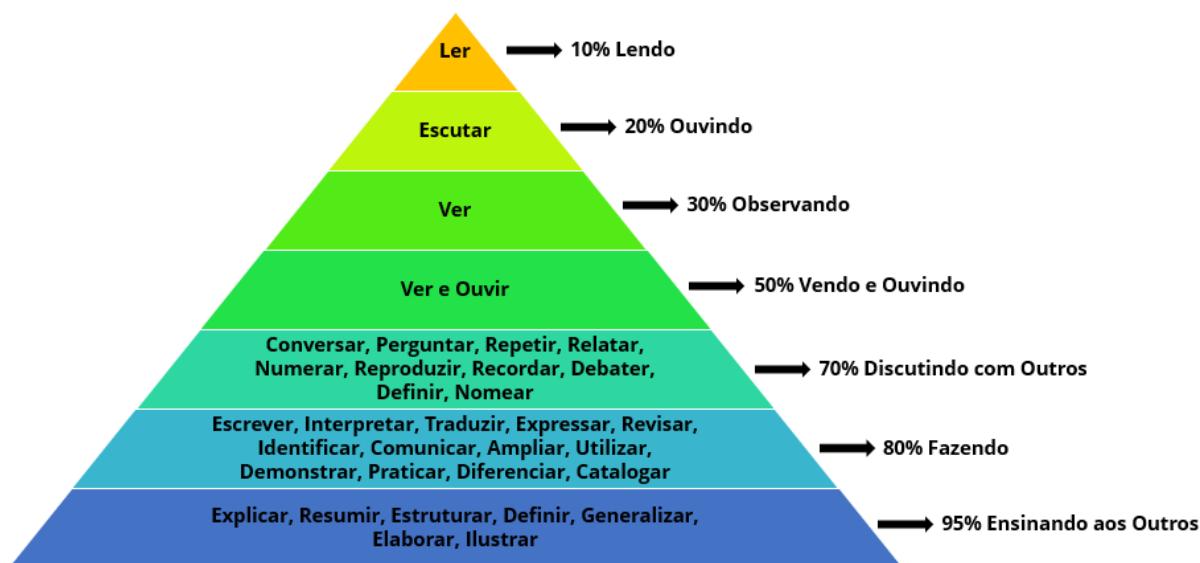 Ler
10% Lendo
Escutar
20% Ouvindo
Ver
30% Observando
Ver e Ouvir
50% Vendo e Ouvindo
Conversar, Perguntar, Repetir, Relatar,
Numerar, Reproduzir, Recordar, Debater,
Definir, Nomear
70% Discutindo com Outros
Escrever, Interpretar, Traduzir, Expressar, Revisar,
Identificar, Comunicar, Ampliar, Utilizar,
Demonstrar, Praticar, Diferenciar, Catalogar
80% Fazendo
Explicar, Resumir, Estruturar, Definir, Generalizar,
Elaborar, Ilustrar
95% Ensinando aos Outros